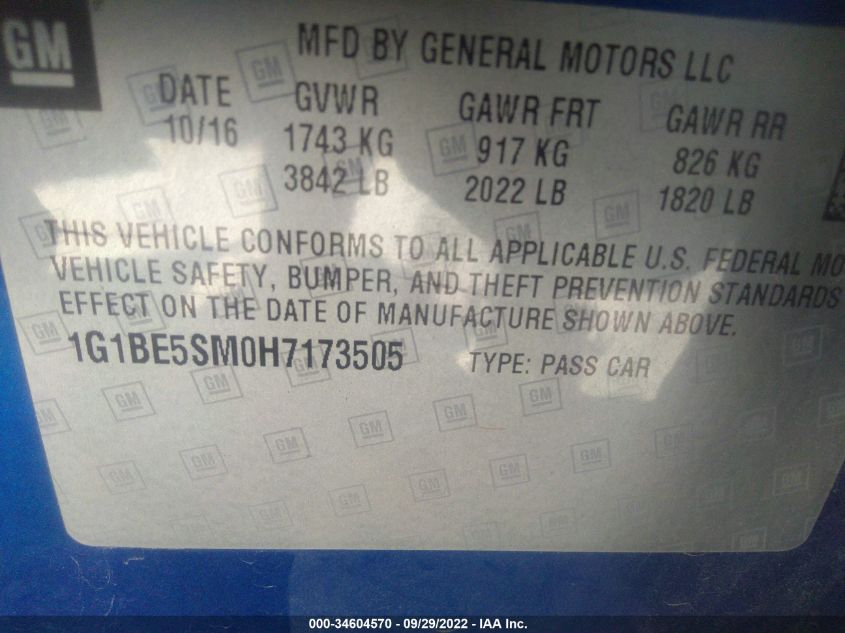 GM
MFD BY GENERAL MOTORS LLC
DATE GVWR GAWR FRT GAWR RR
10/16 1743 KG 917 KG 826 KG
3842 LB 2022 LB 1820 LB
THIS VEHICLE CONFORMS TO ALL APPLICABLE U.S. FEDERAL MO
VEHICLE SAFETY, BUMPER, AND THEFT PREVENTION STANDARDS
EFFECT ON THE DATE OF MANUFACTURE SHOWN ABOVE.
1G1BE5SM0H7173505 TYPE: PASS CAR
000-34604570 - 09/29/2022 - IAA Inc.